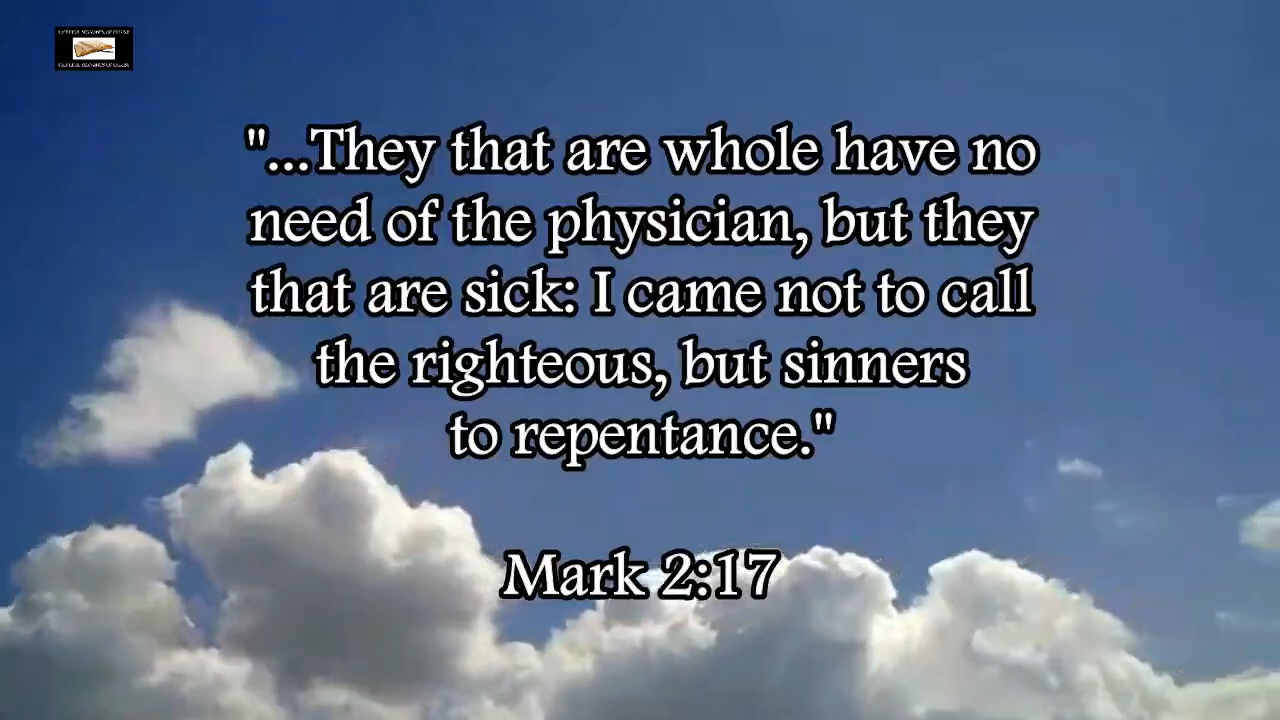 "...They that are whole have no
need of the physician, but they
that are sick: I came not to call
the righteous, but sinners
to repentance."
Mark 2:17